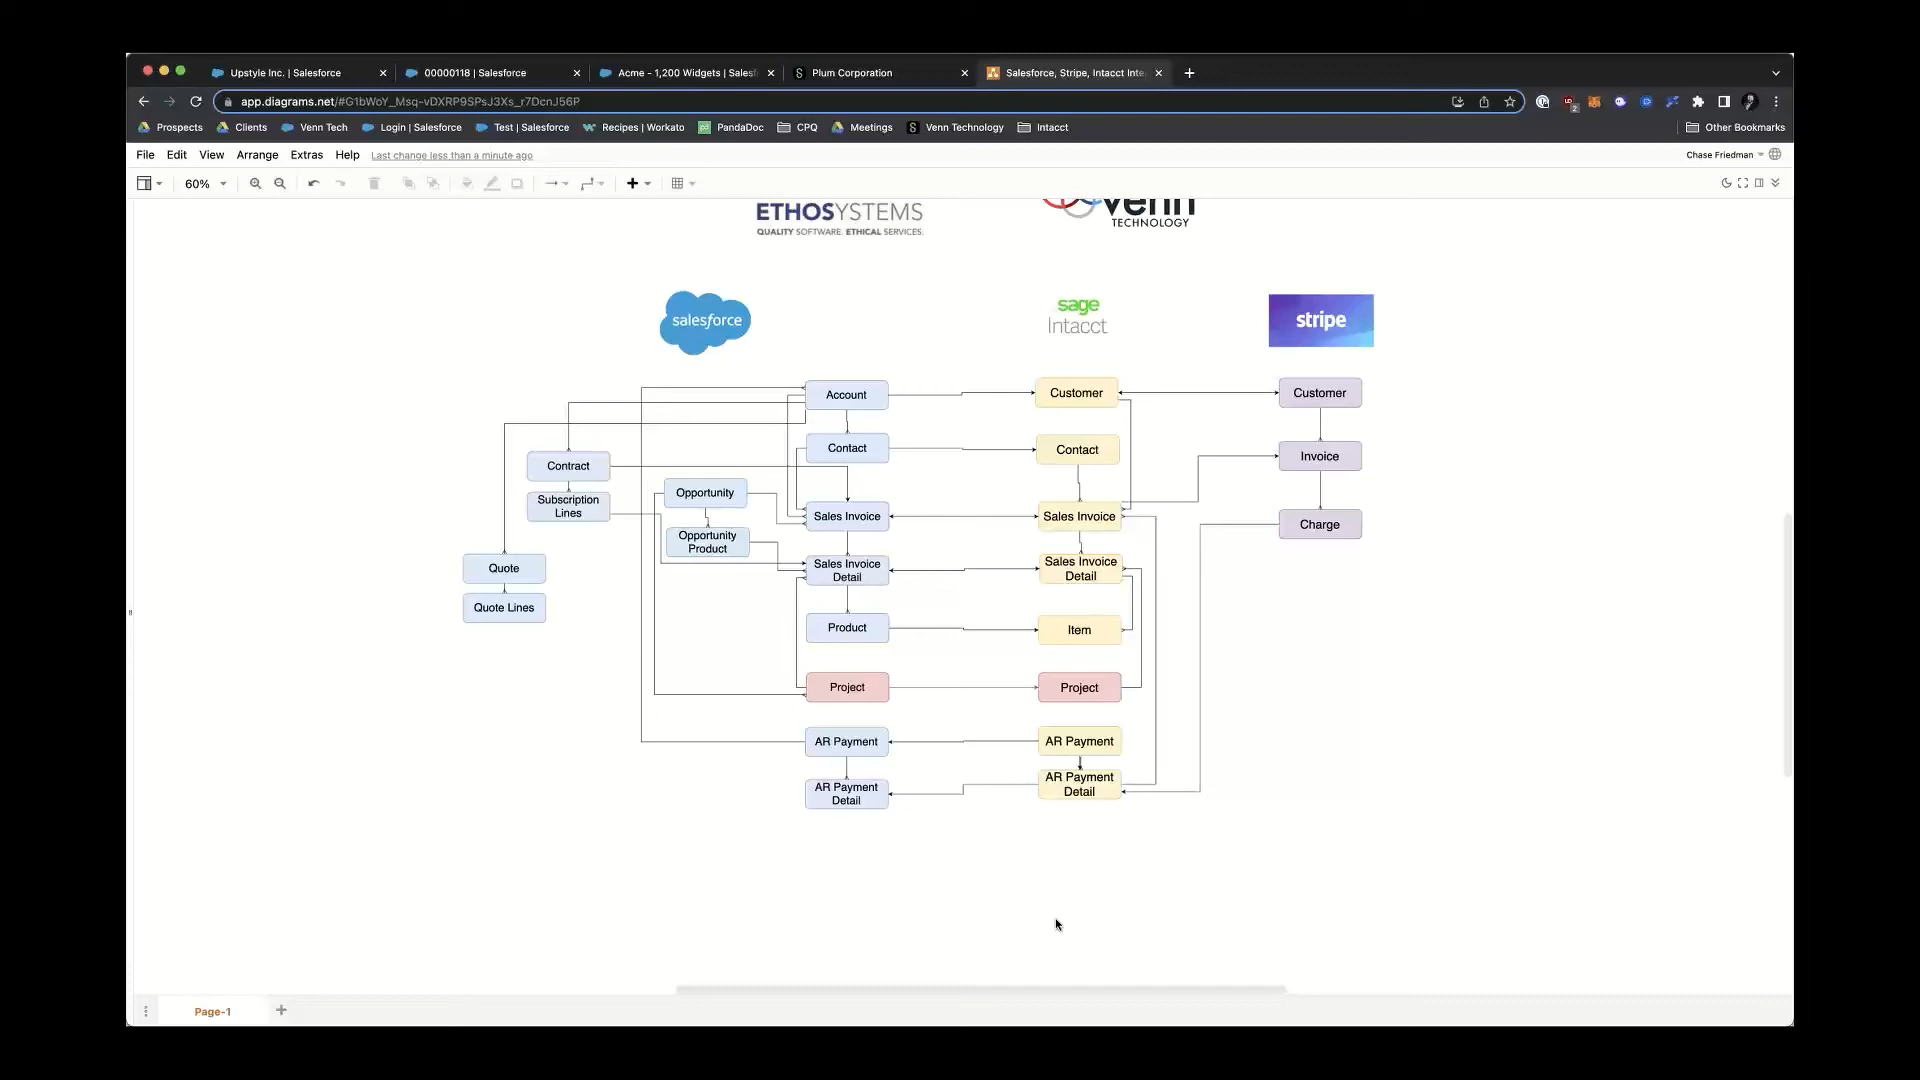 Upstyle Inc. | Salesforce
00000118 | Salesforce
Acme - 1,200 Widgets | Salesf
Plum Corporation
Salesforce, Stripe, Intacct Inte
app.diagrams.net/#G1bWoY_Msq-vDXRP9SPsJ3Xs_r7DcnJ56P
Prospects
Clients
Venn Tech
Login | Salesforce
Test | Salesforce
Recipes | Workato
PandaDoc
CPQ
Meetings
Venn Technology
Intacct
Other Bookmarks
File Edit View Arrange Extras Help Last change less than a minute ago
Chase Friedman
60%
ETHOSYSTEMS
QUALITY SOFTWARE. ETHICAL SERVICES.
venn
TECHNOLOGY
salesforce
sage
Intacct
stripe
Account
Customer
Customer
Contact
Contact
Invoice
Contract
Subscription
Lines
Opportunity
Sales Invoice
Sales Invoice
Charge
Opportunity
Product
Sales Invoice
Detail
Sales Invoice
Detail
Quote
Quote Lines
Product
Item
Project
Project
AR Payment
AR Payment
AR Payment
Detail
AR Payment
Detail
Page-1